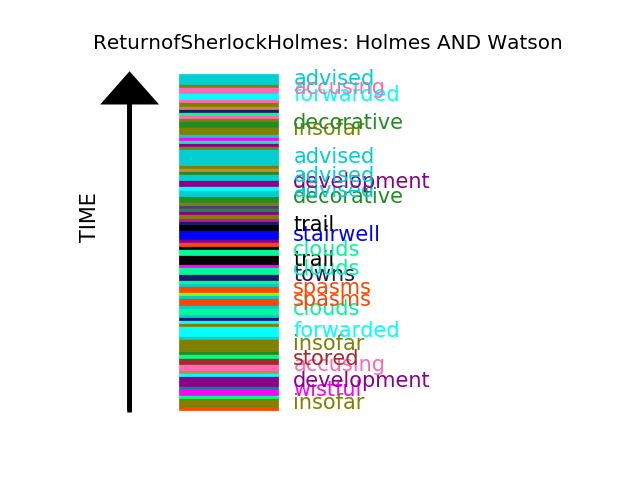 ReturnofSherlockHolmes: Holmes AND Watson
advised
accusing
forwarded
decorative
insofar
advised
advised
development
advised
decorative
trail
stairwell
clouds
trail
clouds
towns
spasms
spasms
clouds
forwarded
insofar
stored
accusing
development
wistful
insofar
TIME